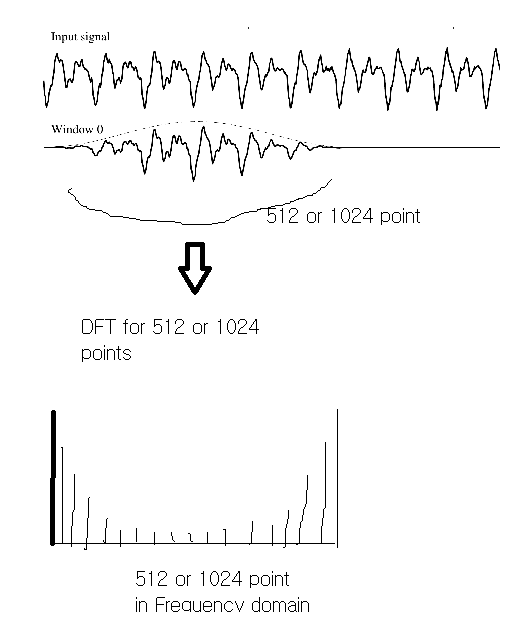 Input signal
Window 0
512 or 1024 point
DFT for 512 or 1024
points
512 or 1024 point
in Frequency domain